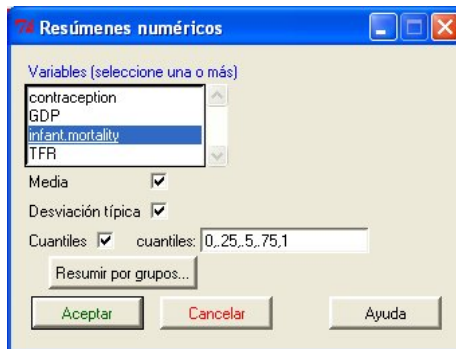 Resúmenes numéricos
Variables (seleccione una o más)
contraception
GDP
infant.mortality
TFR
Media
Desviación típica
Cuantiles cuantiles: 0,.25,.5,.75,1
Resumir por grupos...
Aceptar Cancelar Ayuda